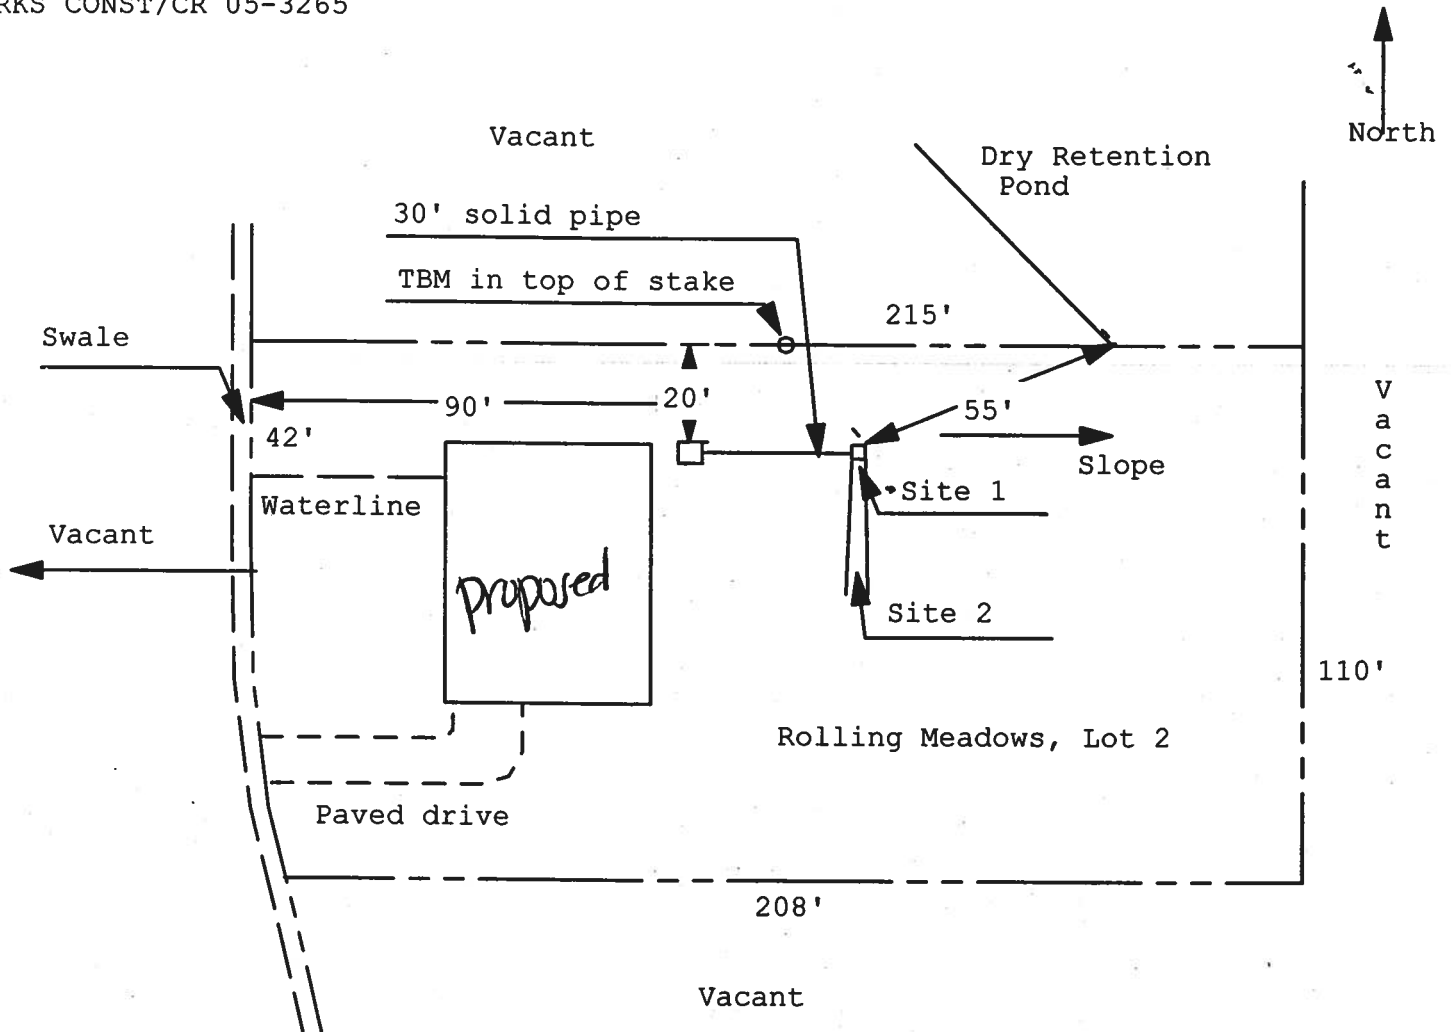 RKS CONST/CR 05-3265
North
Vacant
Dry Retention
Pond
30' solid pipe
TBM in top of stake
215'
Swale
90'
20'
55'
42'
Slope
Vacant
Site 1
Waterline
Vacant
proposed
Site 2
110'
Rolling Meadows, Lot 2
Paved drive
208'
Vacant